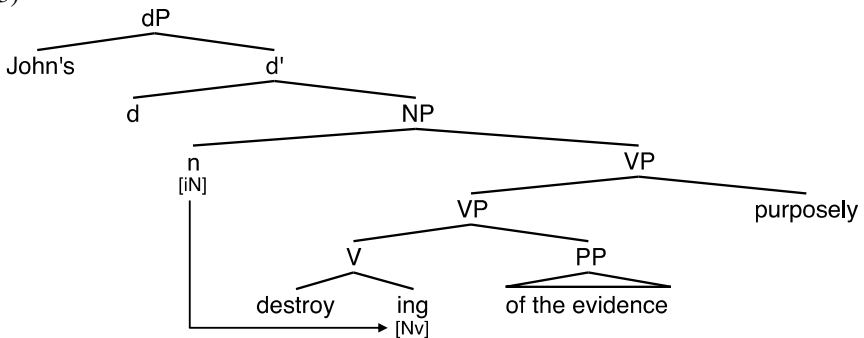 dP
John's d'
d NP
n VP
[iN]
VP purposely
V PP
destroy ing of the evidence
[Nv]